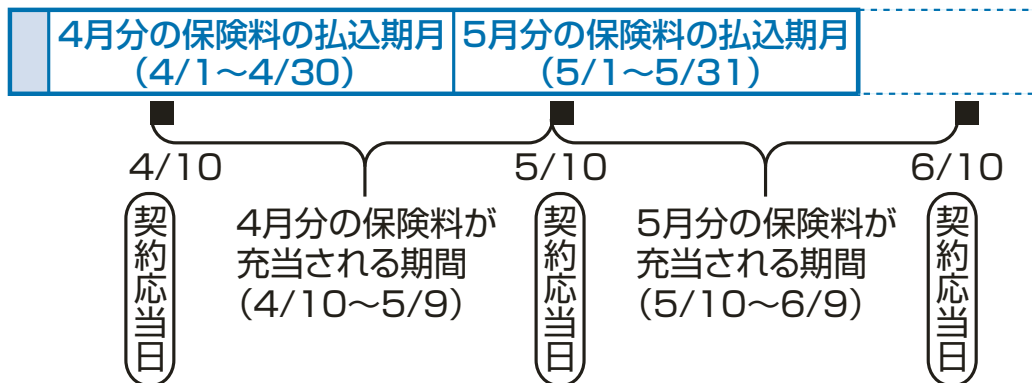 4月分の保険料の払込期月
（4/1～4/30）
5月分の保険料の払込期月
（5/1～5/31）
4/10
5/10
6/10
契約応当日
4月分の保険料が
充当される期間
（4/10～5/9）
契約応当日
5月分の保険料が
充当される期間
（5/10～6/9）
契約応当日